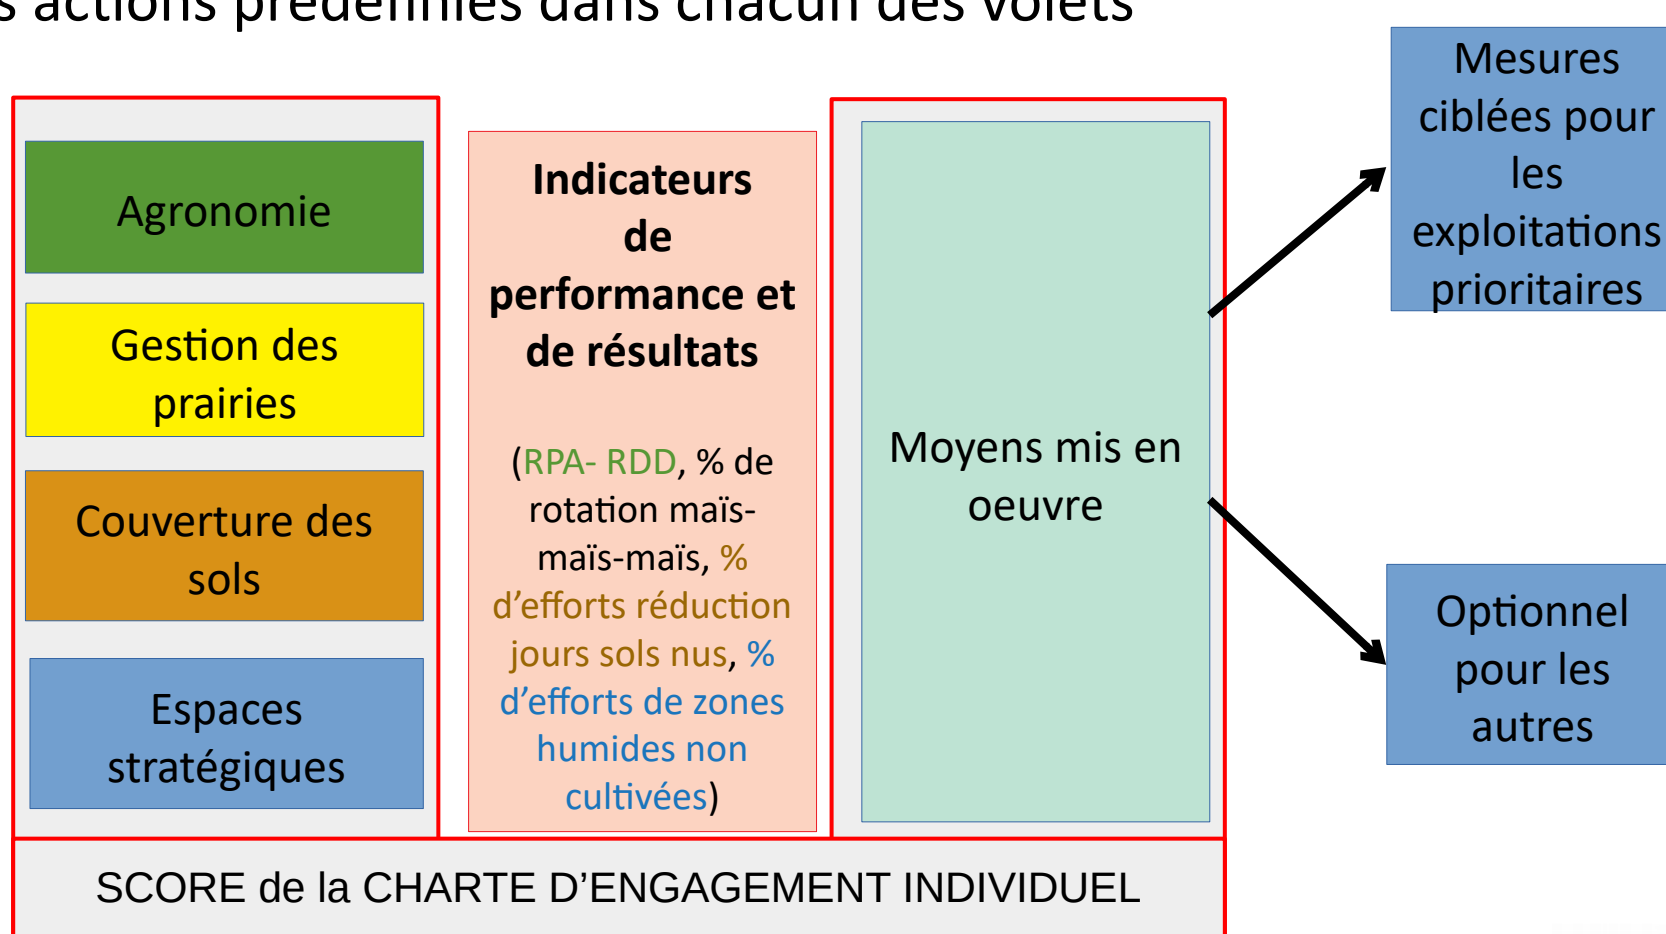 s actions prédéfinies dans chacun des volets
Agronomie
Gestion des
prairies
Couverture des
sols
Espaces
stratégiques
Indicateurs
de
performance et
de résultats
(RPA- RDD, % de
rotation maïs-
maïs-maïs, %
d’efforts réduction
jours sols nus, %
d’efforts de zones
humides non
cultivées)
Moyens mis en
oeuvre
Mesures
ciblées pour
les
exploitations
prioritaires
Optionnel
pour les
autres
SCORE de la CHARTE D’ENGAGEMENT INDIVIDUEL